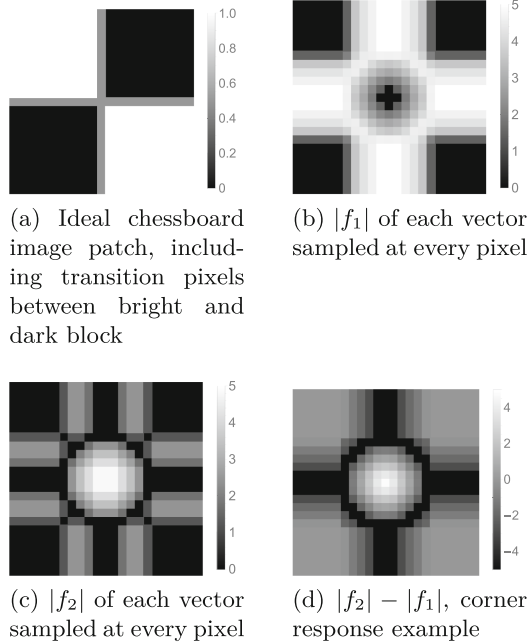 1.0
0.8
0.6
0.4
0.2
0
5
4
3
2
1
0
(a) Ideal chessboard
image patch, includ-
ing transition pixels
between bright and
dark block
(b) |f₁| of each vector
sampled at every pixel
5
4
3
2
1
0
4
2
0
−2
−4
(c) |f₂| of each vector
sampled at every pixel
(d) |f₂| − |f₁|, corner
response example